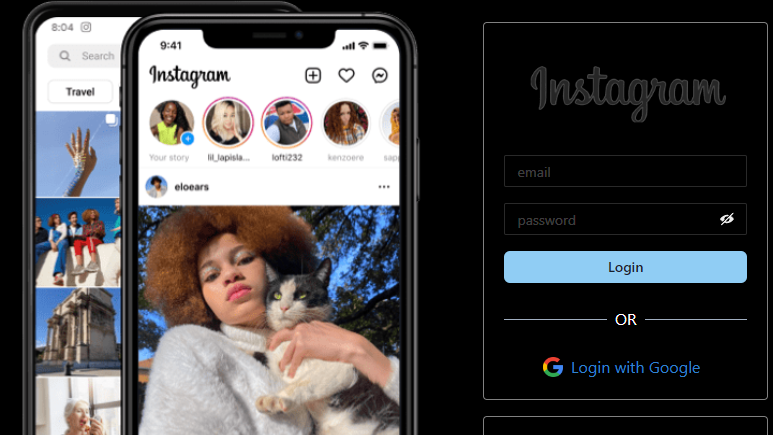 8:04
Search
Travel
9:41
Instagram
Your story
lil_lapisla...
lofti232
kenzoere
sapp
eloears
Instagram
email
password
Login
OR
Login with Google